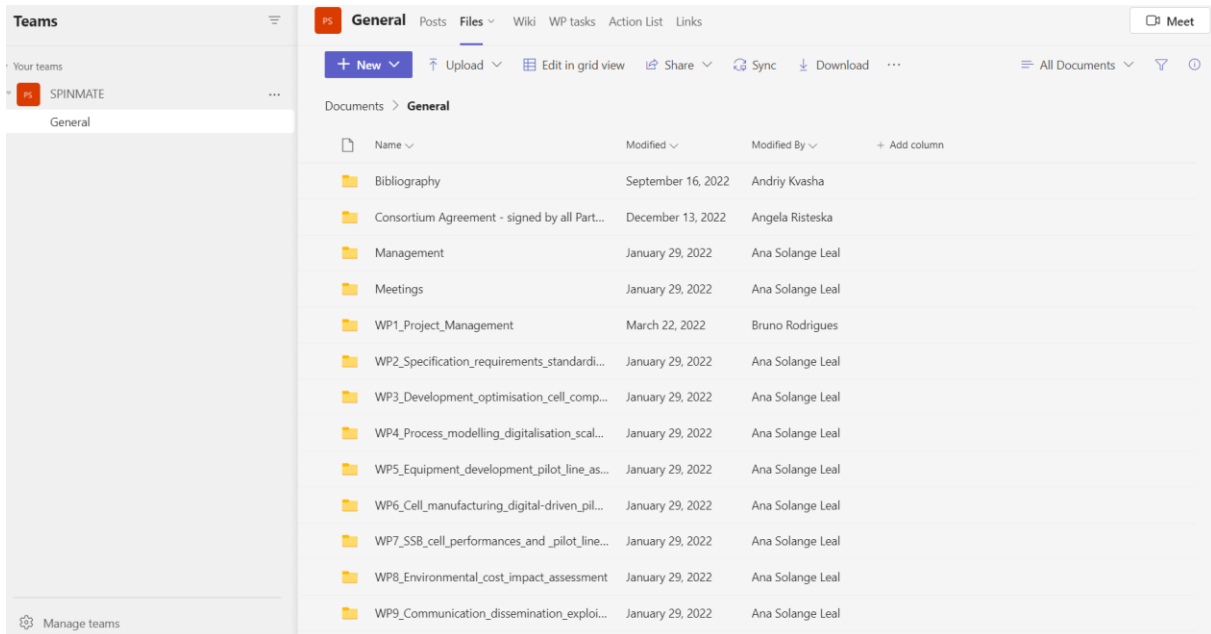 Teams
Your teams
PS SPINMATE ...
General
Manage teams
PS General Posts Files Wiki WP tasks Action List Links Meet
+ New Upload Edit in grid view Share Sync Download ... All Documents
Documents > General
Name Modified Modified By + Add column
Bibliography September 16, 2022 Andriy Kvasha
Consortium Agreement - signed by all Part... December 13, 2022 Angela Risteska
Management January 29, 2022 Ana Solange Leal
Meetings January 29, 2022 Ana Solange Leal
WP1_Project_Management March 22, 2022 Bruno Rodrigues
WP2_Specification_requirements_standardi... January 29, 2022 Ana Solange Leal
WP3_Development_optimisation_cell_comp... January 29, 2022 Ana Solange Leal
WP4_Process_modelling_digitalisation_scal... January 29, 2022 Ana Solange Leal
WP5_Equipment_development_pilot_line_as... January 29, 2022 Ana Solange Leal
WP6_Cell_manufacturing_digital-driven_pil... January 29, 2022 Ana Solange Leal
WP7_SSB_cell_performances_and _pilot_line... January 29, 2022 Ana Solange Leal
WP8_Environmental_cost_impact_assessment January 29, 2022 Ana Solange Leal
WP9_Communication_dissemination_exploi... January 29, 2022 Ana Solange Leal